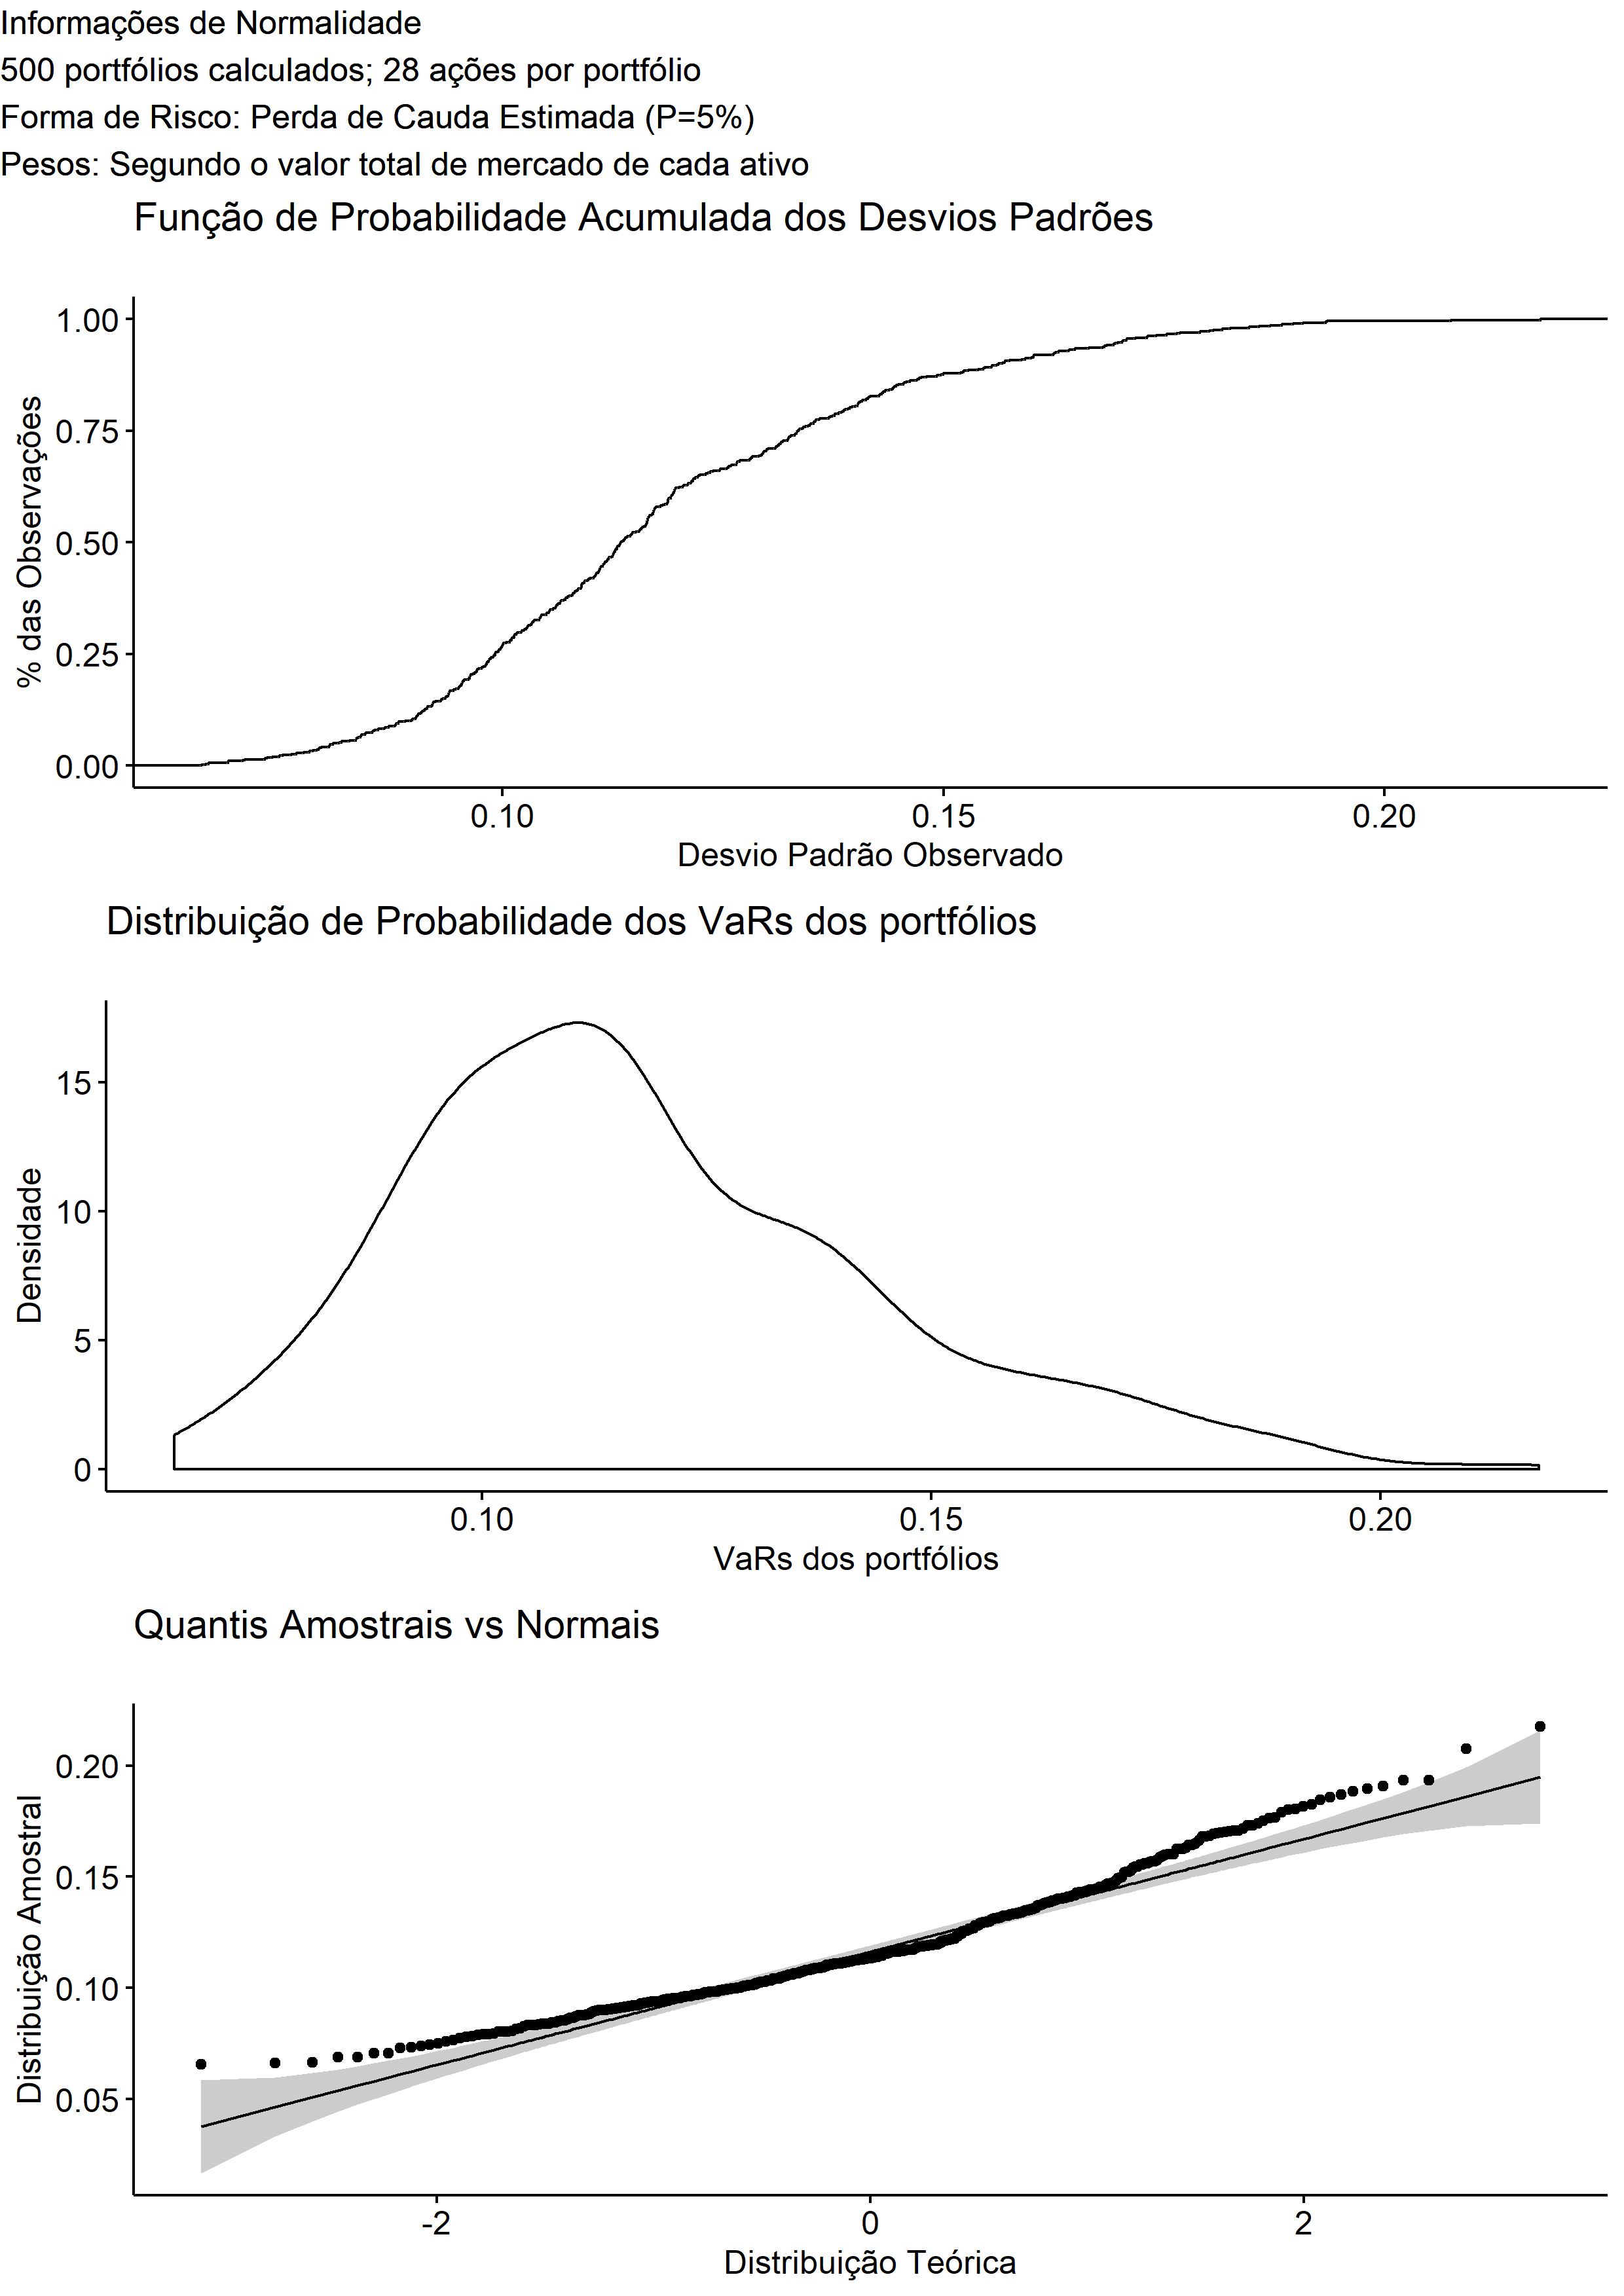 Informações de Normalidade
500 portfólios calculados; 28 ações por portfólio
Forma de Risco: Perda de Cauda Estimada (P=5%)
Pesos: Segundo o valor total de mercado de cada ativo
Função de Probabilidade Acumulada dos Desvios Padrões
% das Observações
1.00
0.75
0.50
0.25
0.00
0.10 0.15 0.20
Desvio Padrão Observado
Distribuição de Probabilidade dos VaRs dos portfólios
Densidade
15
10
5
0
0.10 0.15 0.20
VaRs dos portfólios
Quantis Amostrais vs Normais
Distribuição Amostral
0.20
0.15
0.10
0.05
-2 0 2
Distribuição Teórica